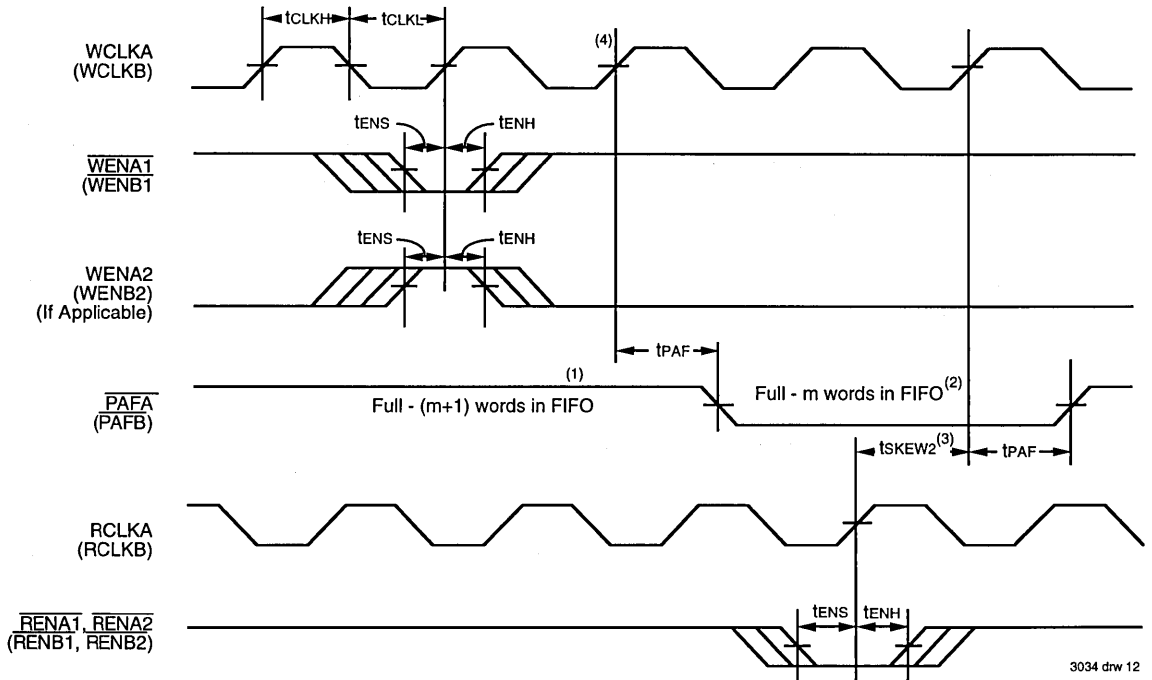 tCLKH tCLKL
WCLKA
(WCLKB)
(4)
tENS tENH
WENA1
(WENB1
tENS tENH
WENA2
(WENB2)
(If Applicable)
tPAF
(1)
PAFA
(PAFB)
Full - (m+1) words in FIFO
Full - m words in FIFO(2)
tSKEW2(3) tPAF
RCLKA
(RCLKB)
tENS tENH
RENA1, RENA2
(RENB1, RENB2)
3034 drw 12